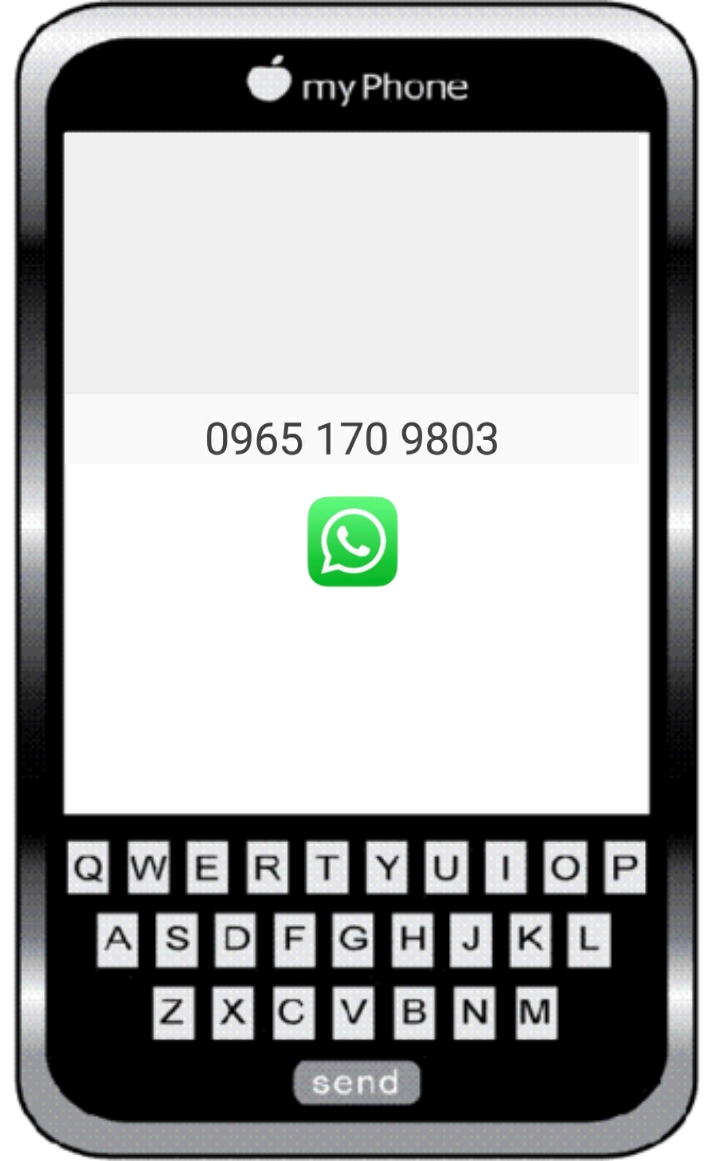 myPhone
0965 170 9803
Q W E R T Y U I O P
A S D F G H J K L
Z X C V B N M
send